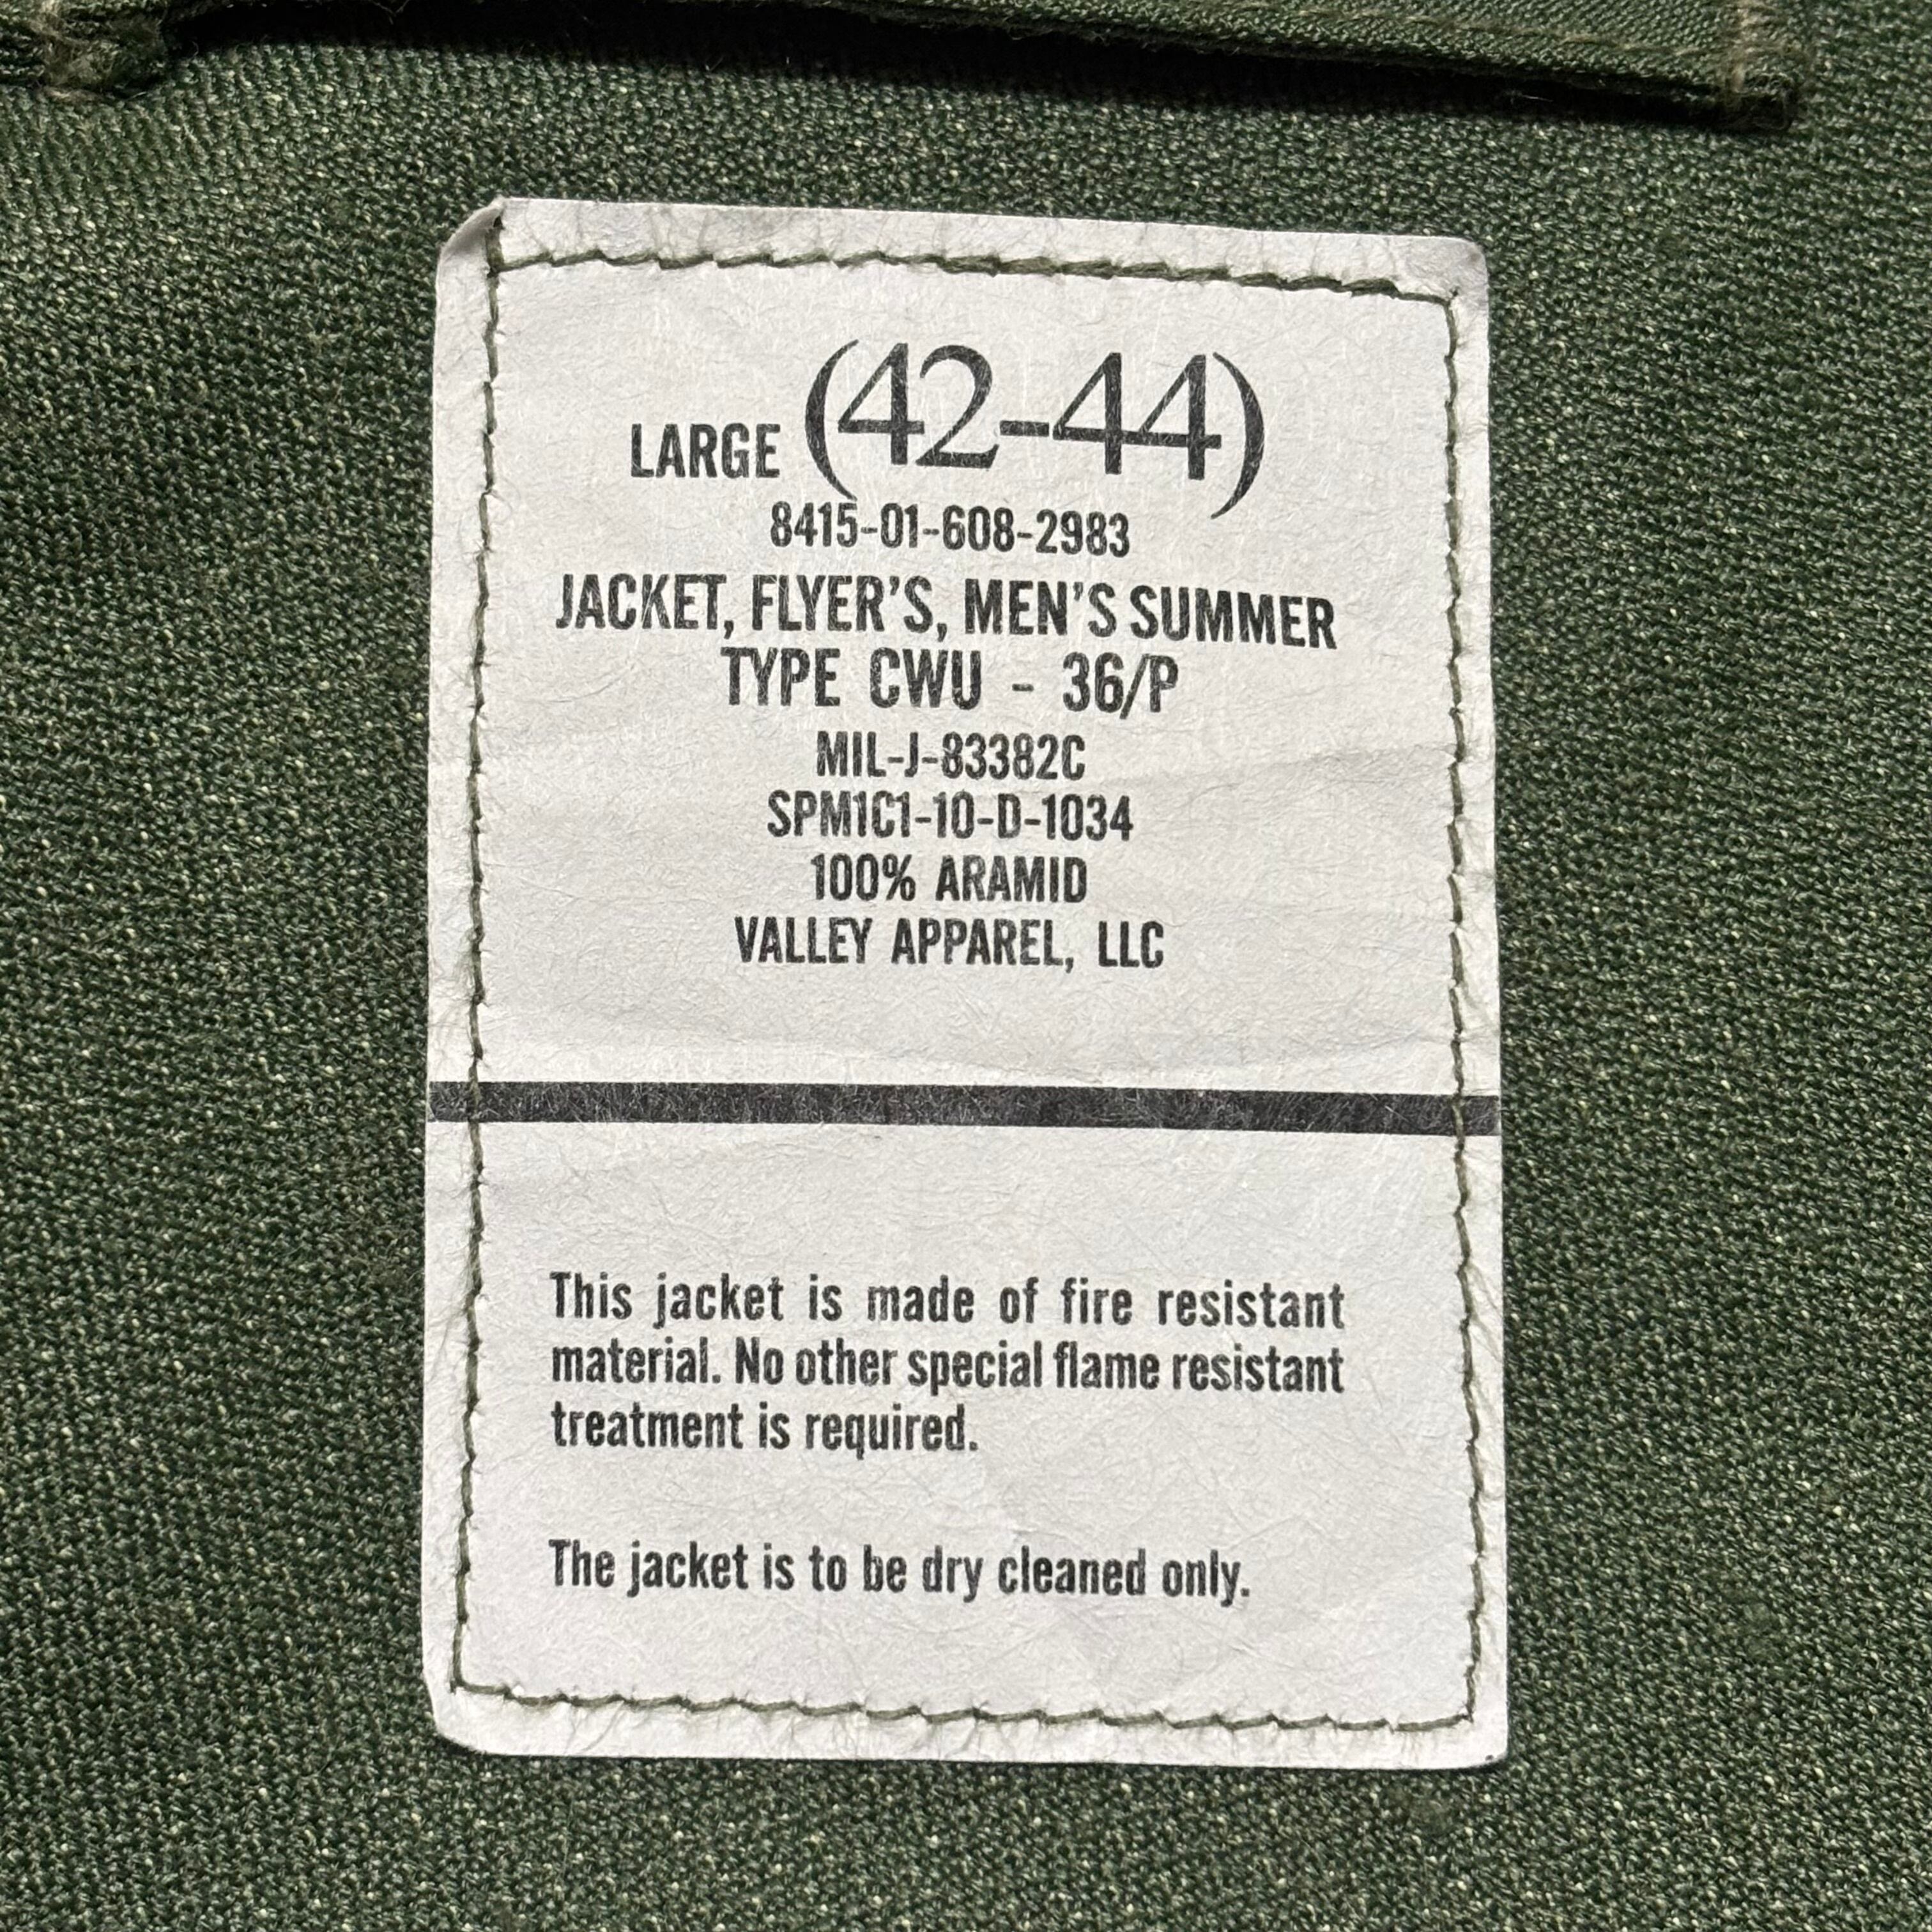 LARGE (42-44)
8415-01-608-2983
JACKET, FLYER'S, MEN'S SUMMER
TYPE CWU - 36/P
MIL-J-83382C
SPM1C1-10-D-1034
100% ARAMID
VALLEY APPAREL, LLC
This jacket is made of fire resistant
material. No other special flame resistant
treatment is required.
The jacket is to be dry cleaned only.